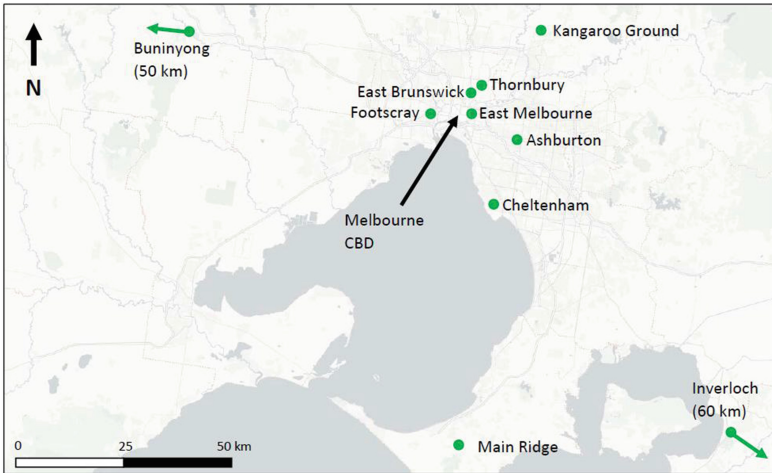 Buninyong
(50 km)
Kangaroo Ground
N
Thornbury
East Brunswick
Footscray
East Melbourne
Ashburton
Cheltenham
Melbourne
CBD
Inverloch
(60 km)
Main Ridge
0 25 50 km